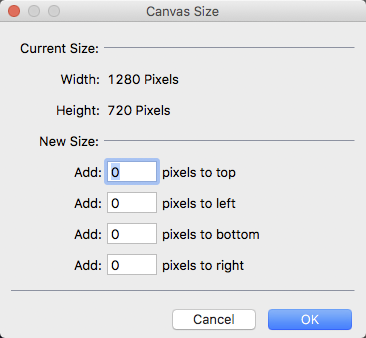 Canvas Size
Current Size:
Width: 1280 Pixels
Height: 720 Pixels
New Size:
Add: 0 pixels to top
Add: 0 pixels to left
Add: 0 pixels to bottom
Add: 0 pixels to right
Cancel OK